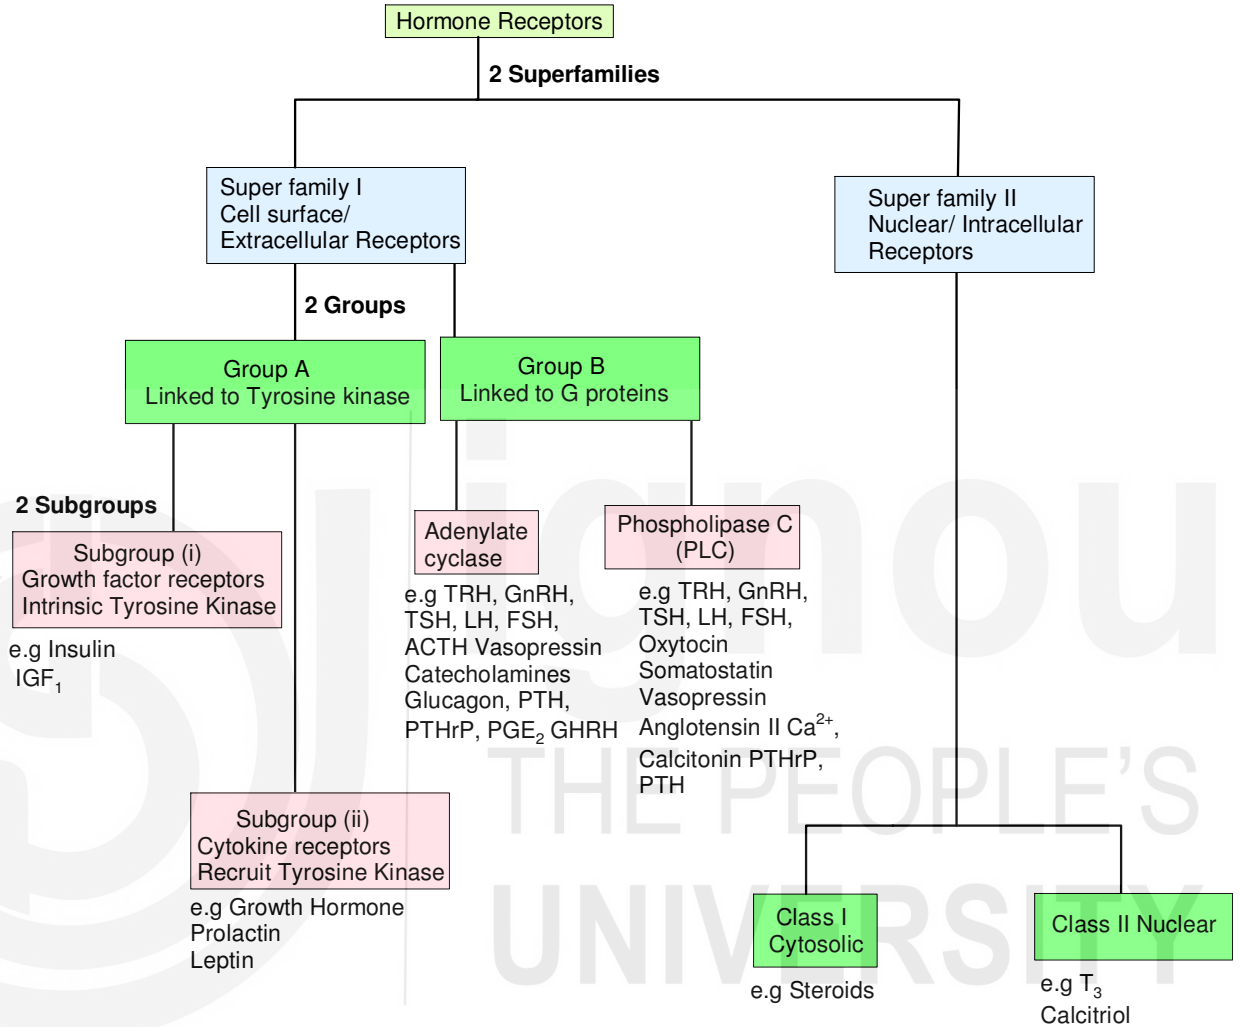 Hormone Receptors
2 Superfamilies
Super family I
Cell surface/
Extracellular Receptors
Super family II
Nuclear/ Intracellular
Receptors
2 Groups
Group A
Linked to Tyrosine kinase
Group B
Linked to G proteins
2 Subgroups
Subgroup (i)
Growth factor receptors
Intrinsic Tyrosine Kinase
e.g Insulin
IGF₁
Adenylate
cyclase
e.g TRH, GnRH,
TSH, LH, FSH,
ACTH Vasopressin
Catecholamines
Glucagon, PTH,
PTHrP, PGE₂ GHRH
Phospholipase C
(PLC)
e.g TRH, GnRH,
TSH, LH, FSH,
Oxytocin
Somatostatin
Vasopressin
Anglotensin II Ca²⁺,
Calcitonin PTHrP,
PTH
Subgroup (ii)
Cytokine receptors
Recruit Tyrosine Kinase
e.g Growth Hormone
Prolactin
Leptin
Class I
Cytosolic
e.g Steroids
Class II Nuclear
e.g T₃
Calcitriol
ignou
THE PEOPLE'S
UNIVERSITY